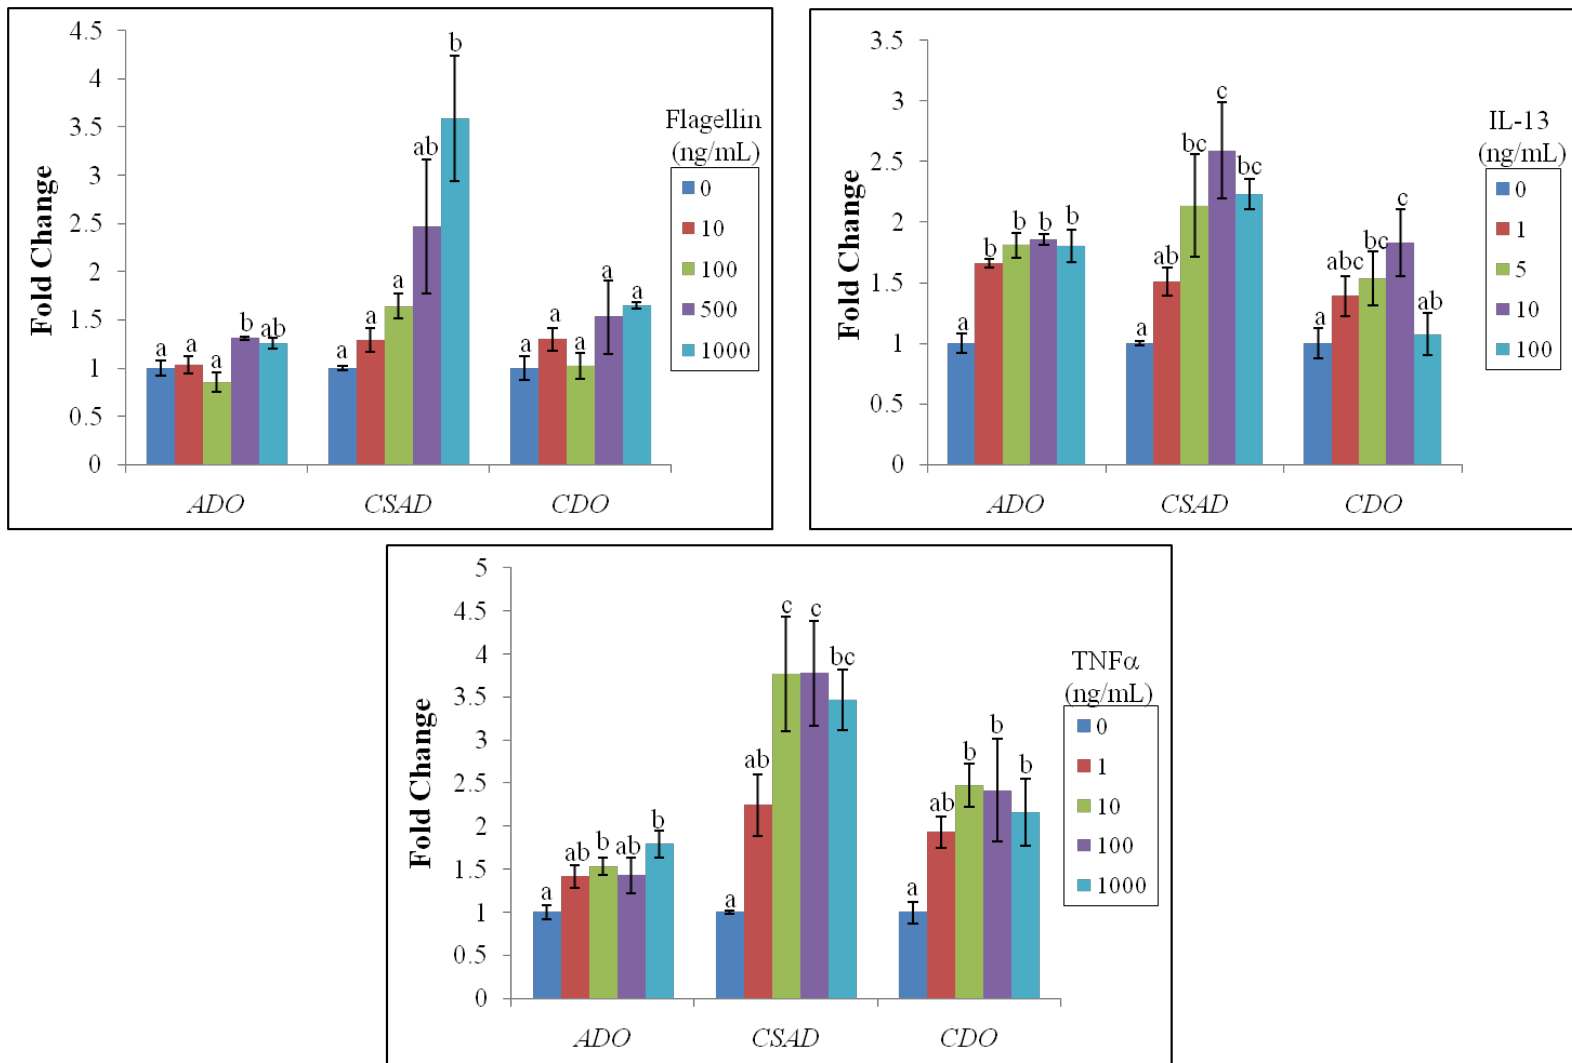 4.5
4
3.5
3
2.5
2
1.5
1
0.5
0
Fold Change
a a a b ab
a a a ab b
a a a a a
ADO CSAD CDO
Flagellin
(ng/mL)
0
10
100
500
1000
3.5
3
2.5
2
1.5
1
0.5
0
Fold Change
a b b b b
a ab bc c bc
a abc bc c ab
ADO CSAD CDO
IL-13
(ng/mL)
0
1
5
10
100
5
4.5
4
3.5
3
2.5
2
1.5
1
0.5
0
Fold Change
a ab b ab b
a ab c c bc
a ab b b b
ADO CSAD CDO
TNFα
(ng/mL)
0
1
10
100
1000